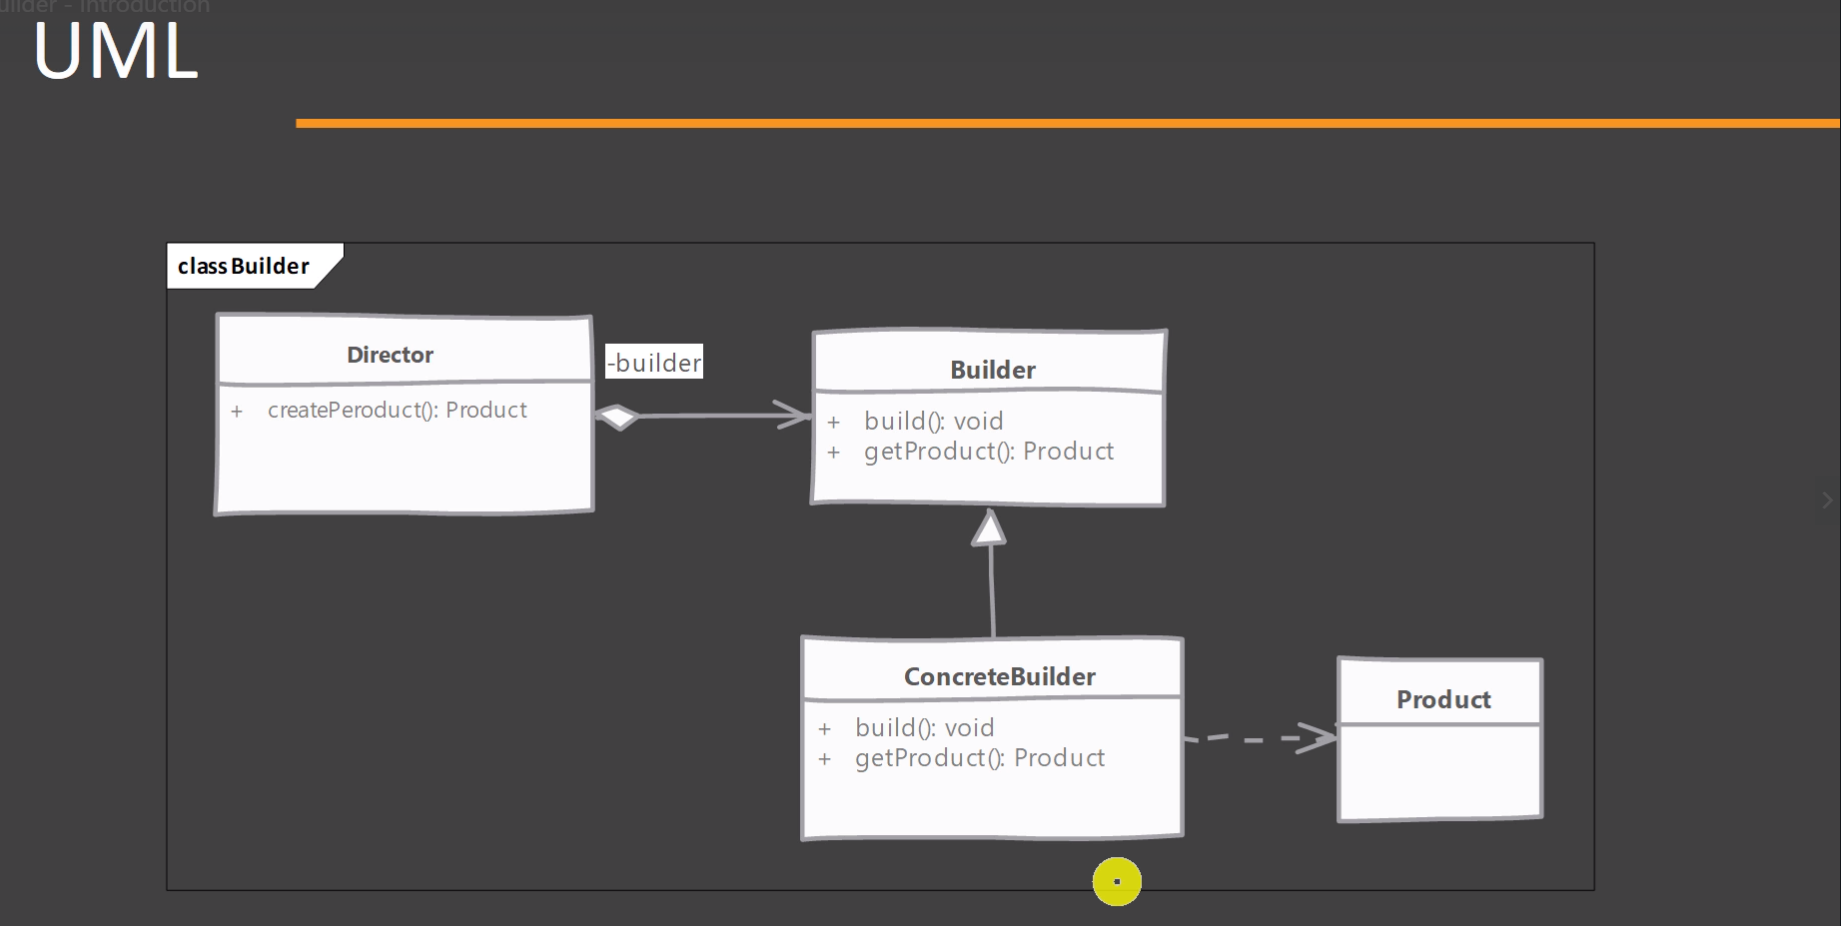 uilder - Introduction
UML
class Builder
Director
+ createPeroduct(): Product
-builder
Builder
+ build(): void
+ getProduct(): Product
ConcreteBuilder
+ build(): void
+ getProduct(): Product
Product